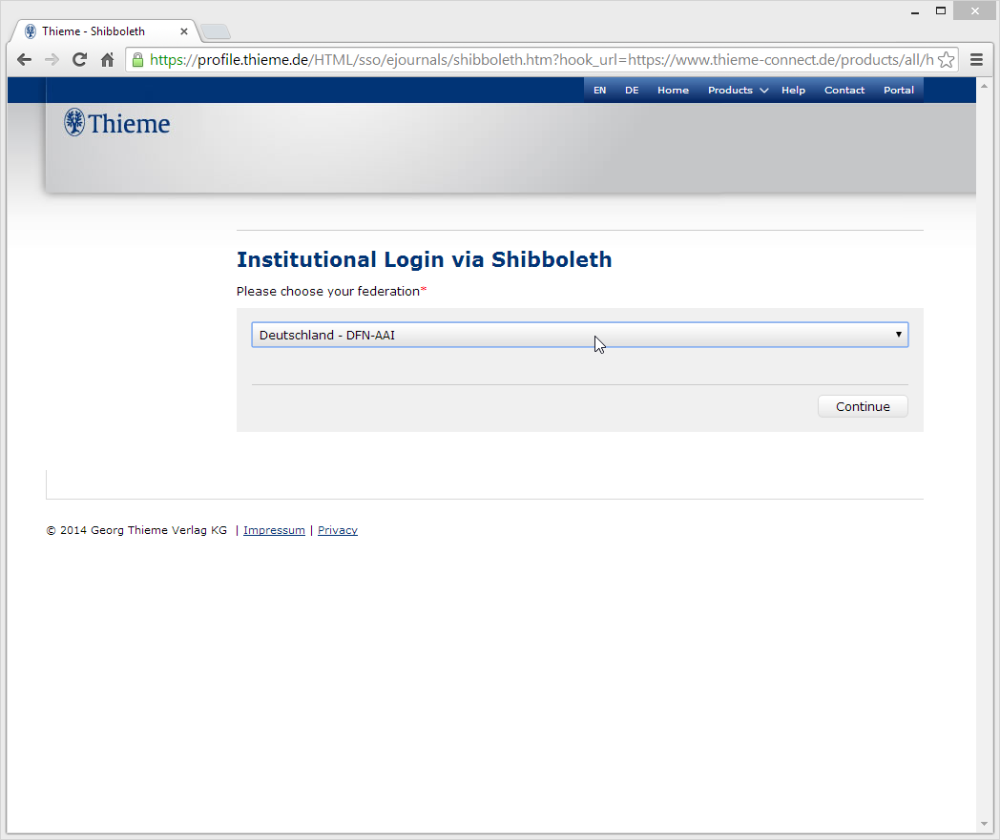 Thieme - Shibboleth
https://profile.thieme.de/HTML/sso/ejournals/shibboleth.htm?hook_url=https://www.thieme-connect.de/products/all/h
EN DE Home Products Help Contact Portal
Thieme
Institutional Login via Shibboleth
Please choose your federation*
Deutschland - DFN-AAI
Continue
© 2014 Georg Thieme Verlag KG | Impressum | Privacy